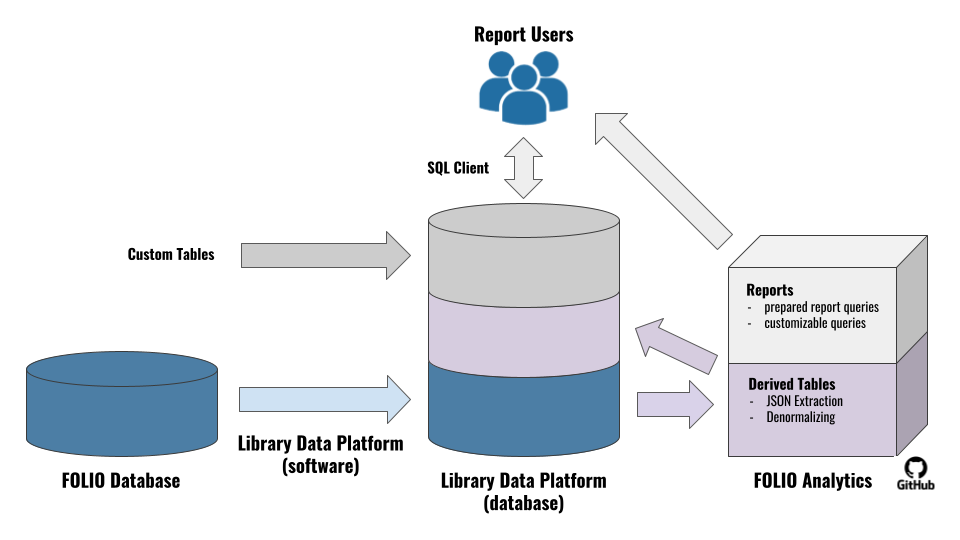 Report Users
SQL Client
Custom Tables
Reports
- prepared report queries
- customizable queries
Derived Tables
- JSON Extraction
- Denormalizing
Library Data Platform
(software)
FOLIO Database
Library Data Platform
(database)
FOLIO Analytics
GitHub